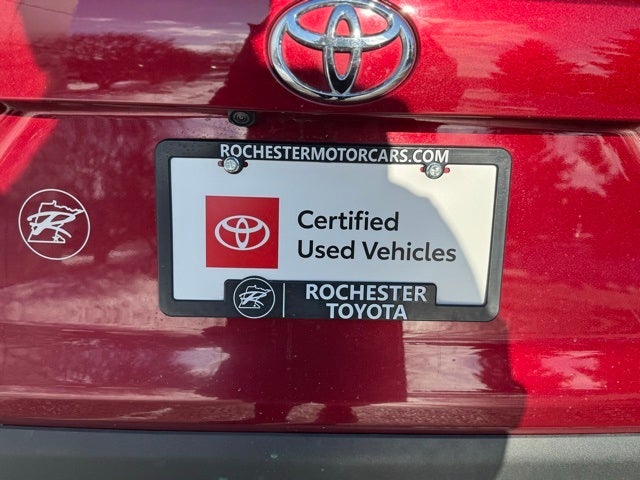 ROCHESTERMOTORCARS.COM
Certified
Used Vehicles
ROCHESTER
TOYOTA